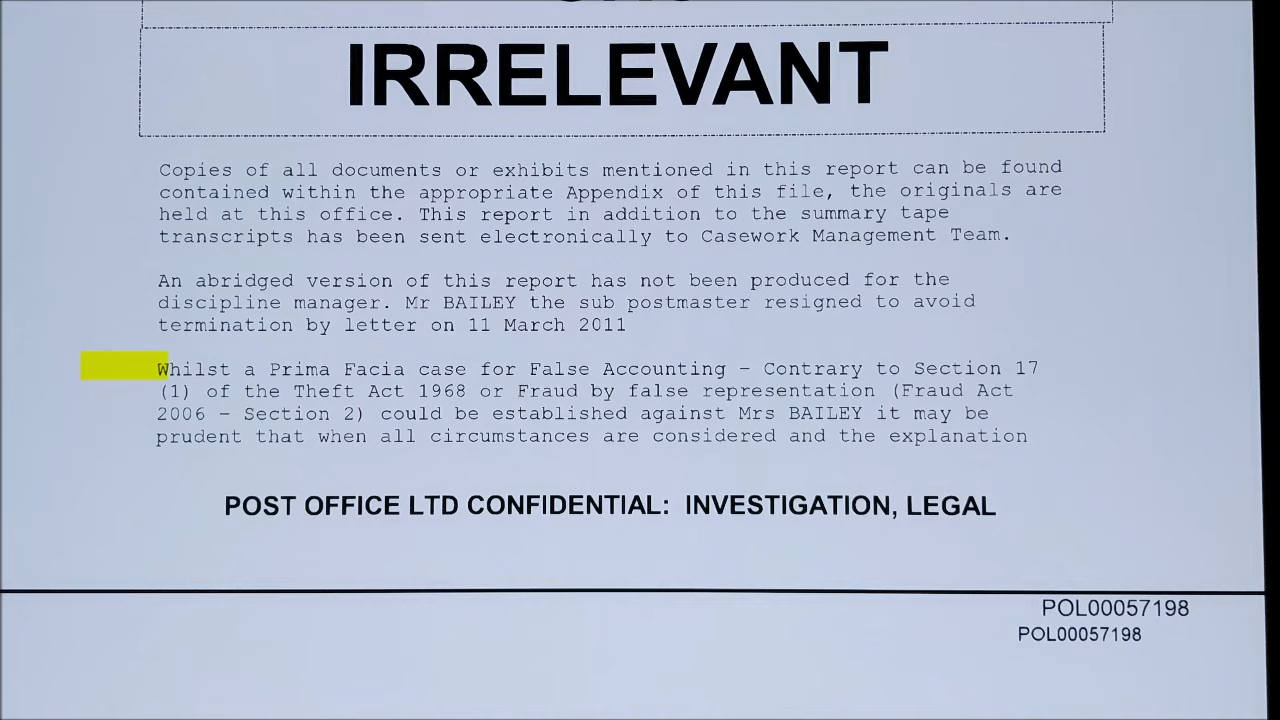 IRRELEVANT
Copies of all documents or exhibits mentioned in this report can be found
contained within the appropriate Appendix of this file, the originals are
held at this office. This report in addition to the summary tape
transcripts has been sent electronically to Casework Management Team.
An abridged version of this report has not been produced for the
discipline manager. Mr BAILEY the sub postmaster resigned to avoid
termination by letter on 11 March 2011
Whilst a Prima Facia case for False Accounting - Contrary to Section 17
(1) of the Theft Act 1968 or Fraud by false representation (Fraud Act
2006 - Section 2) could be established against Mrs BAILEY it may be
prudent that when all circumstances are considered and the explanation
POST OFFICE LTD CONFIDENTIAL: INVESTIGATION, LEGAL
POL00057198
POL00057198